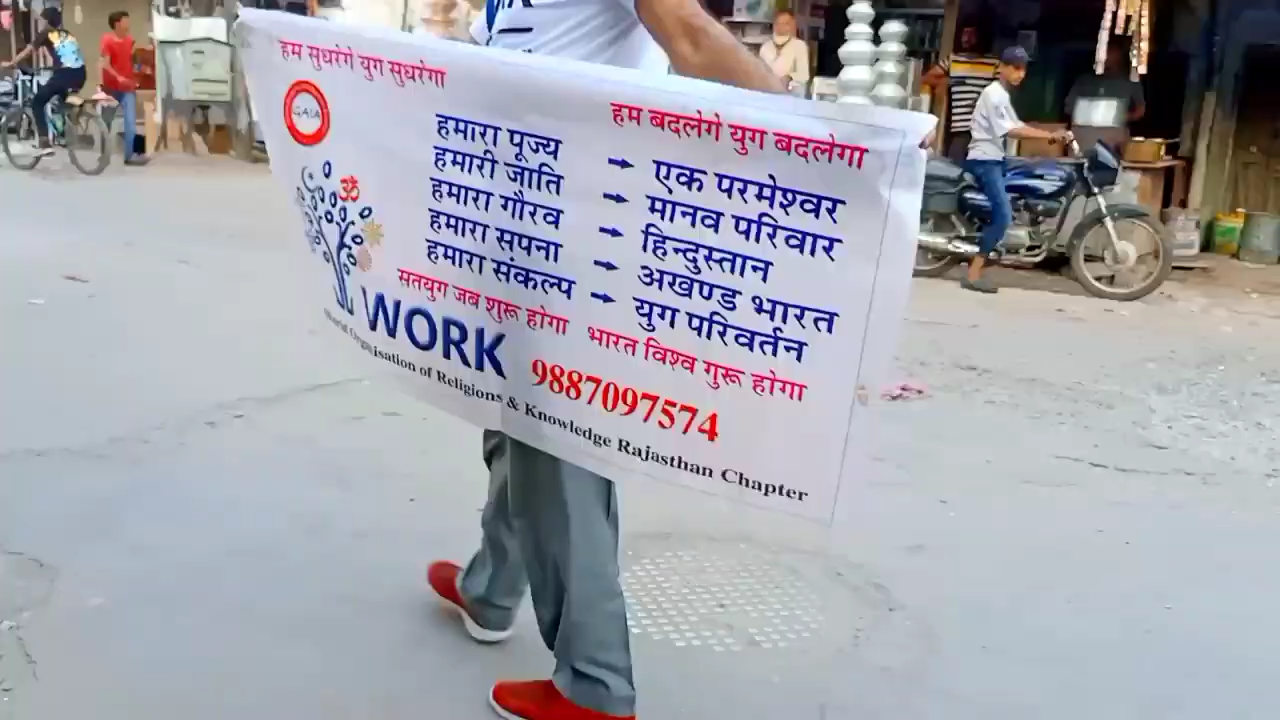 हम सुधरेगे युग सुधरेगा
हम बदलेगे युग बदलेगा
GAIA
ॐ
हमारा पूज्य → एक परमेश्वर
हमारी जाति → मानव परिवार
हमारा गौरव → हिन्दुस्तान
हमारा सपना → अखण्ड भारत
हमारा संकल्प → युग परिवर्तन
सतयुग जब शुरू होगा भारत विश्व गुरू होगा
WORK 9887097574
World Orgnisation of Religions & Knowledge Rajasthan Chapter